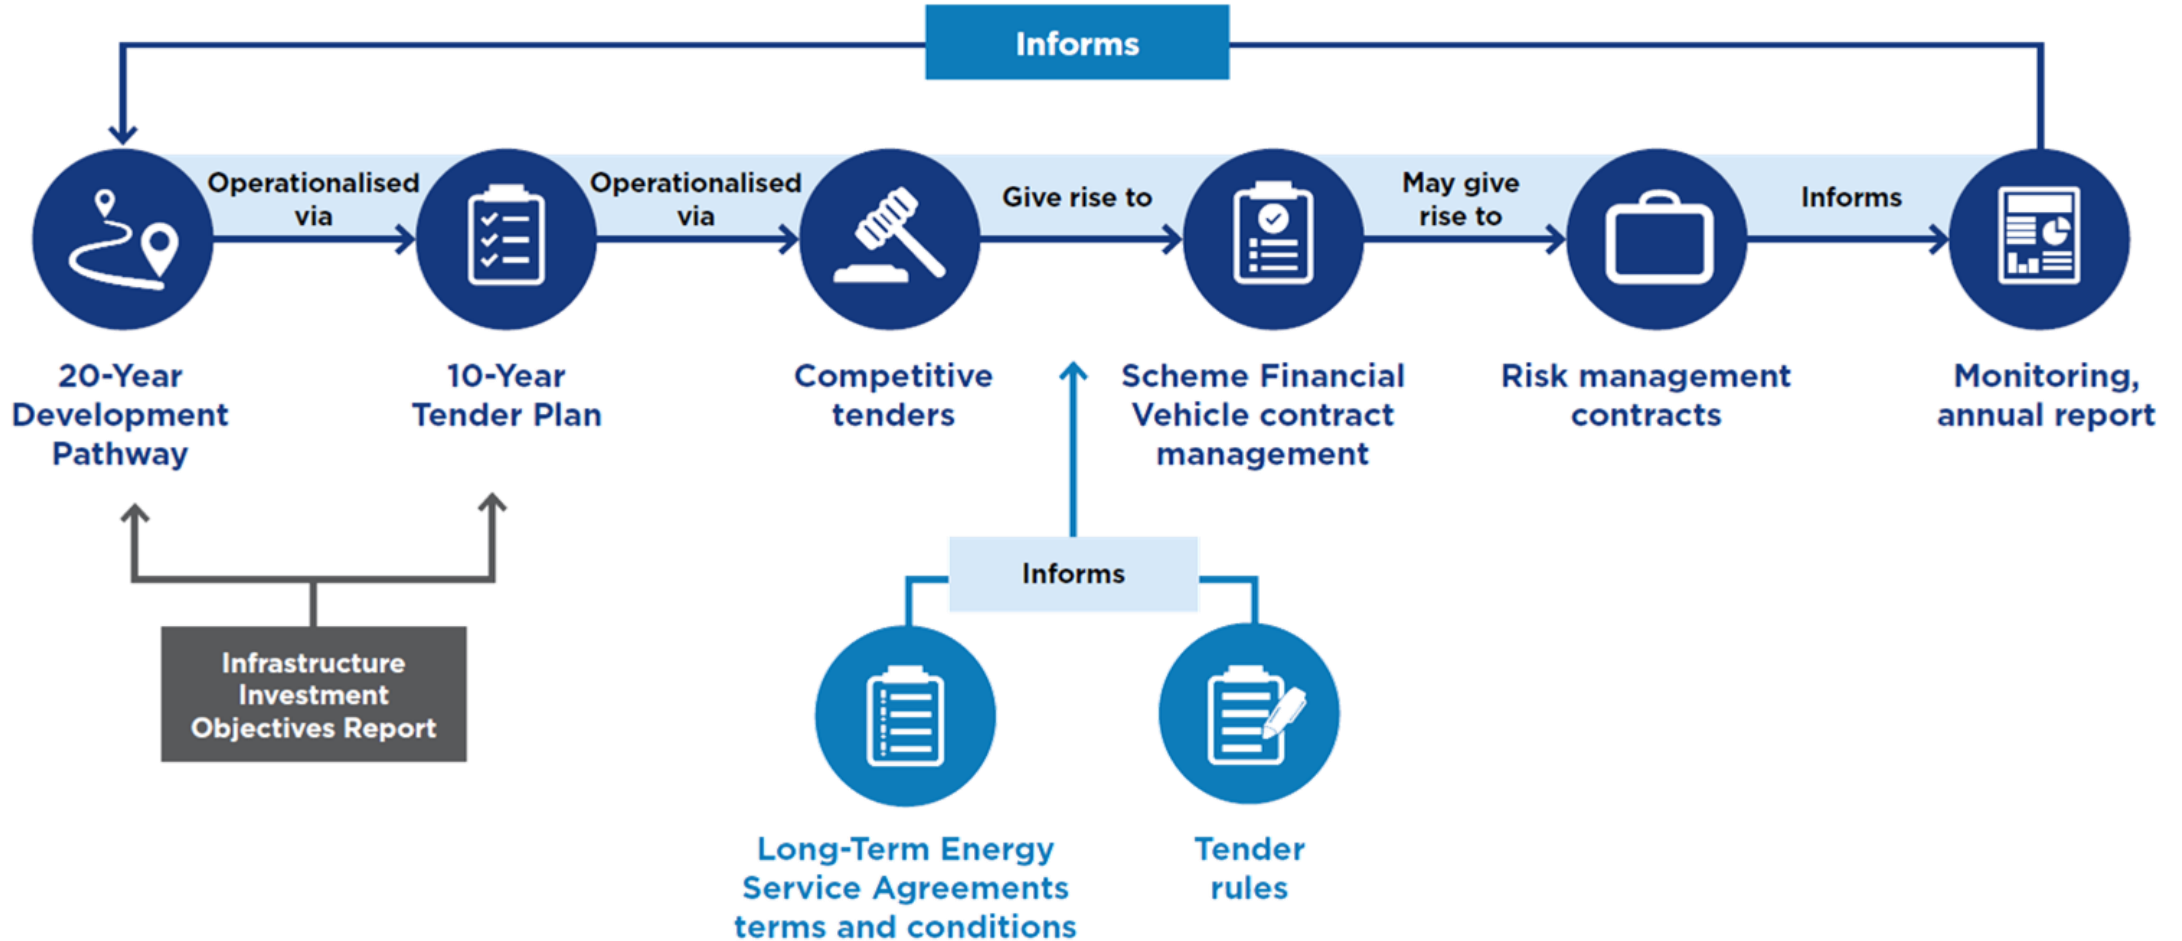 Informs
Operationalised
via
Operationalised
via
Give rise to
May give
rise to
Informs
20-Year
Development
Pathway
10-Year
Tender Plan
Competitive
tenders
Scheme Financial
Vehicle contract
management
Risk management
contracts
Monitoring,
annual report
Informs
Infrastructure
Investment
Objectives Report
Long-Term Energy
Service Agreements
terms and conditions
Tender
rules